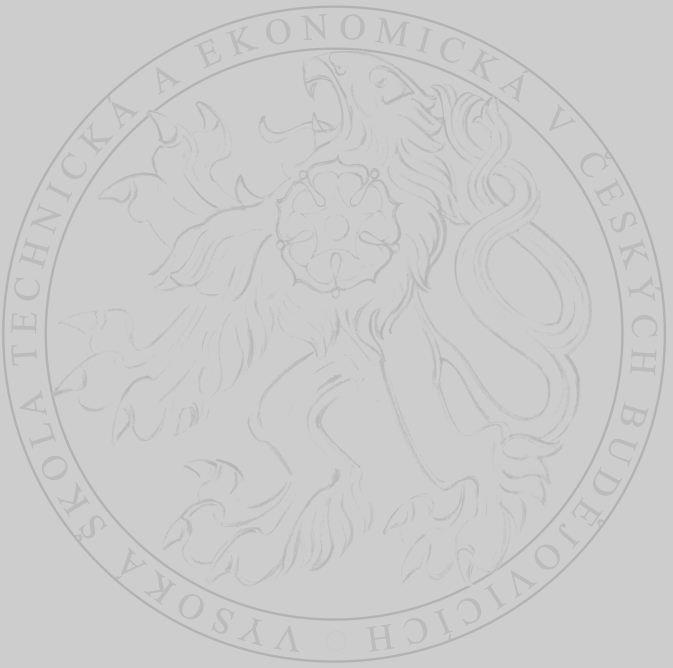 VYSOKÁ ŠKOLA TECHNICKÁ A EKONOMICKÁ V ČESKÝCH BUDĚJOVICÍCH